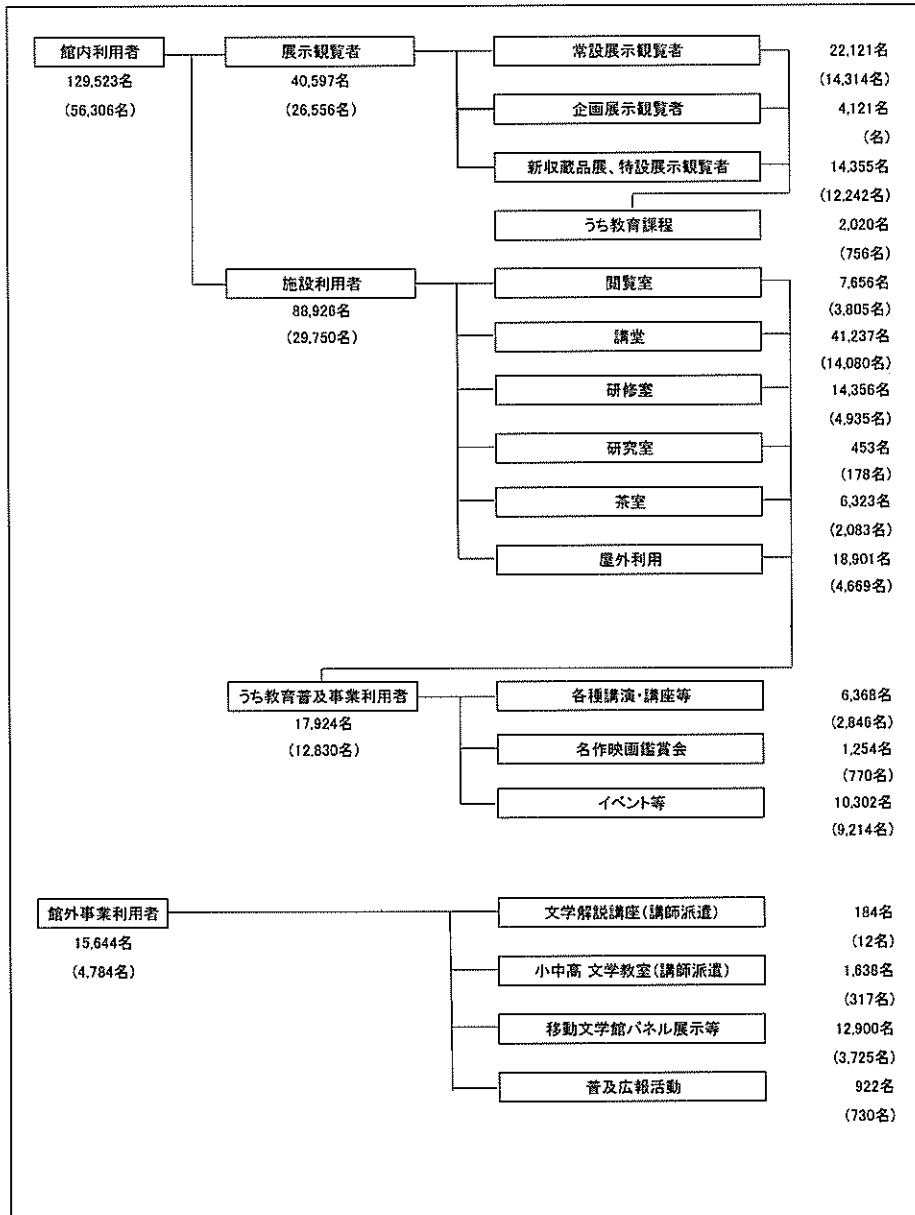 館内利用者 展示観覧者 常設展示観覧者 22,121名
129,523名 40,597名 (14,314名)
(56,306名) (26,556名) 企画展示観覧者 4,121名
(名)
新収蔵品展、特設展示観覧者 14,355名
(12,242名)
うち教育課程 2,020名
(756名)
施設利用者 閲覧室 7,656名
88,926名 (3,805名)
(29,750名) 講堂 41,237名
(14,080名)
研修室 14,356名
(4,935名)
研究室 453名
(178名)
茶室 6,323名
(2,083名)
屋外利用 18,901名
(4,669名)
うち教育普及事業利用者 各種講演・講座等 6,368名
17,924名 (2,846名)
(12,830名) 名作映画鑑賞会 1,254名
(770名)
イベント等 10,302名
(9,214名)
館外事業利用者 文学解説講座(講師派遣) 184名
15,644名 (12名)
(4,784名) 小中高 文学教室(講師派遣) 1,638名
(317名)
移動文学館パネル展示等 12,900名
(3,725名)
普及広報活動 922名
(730名)